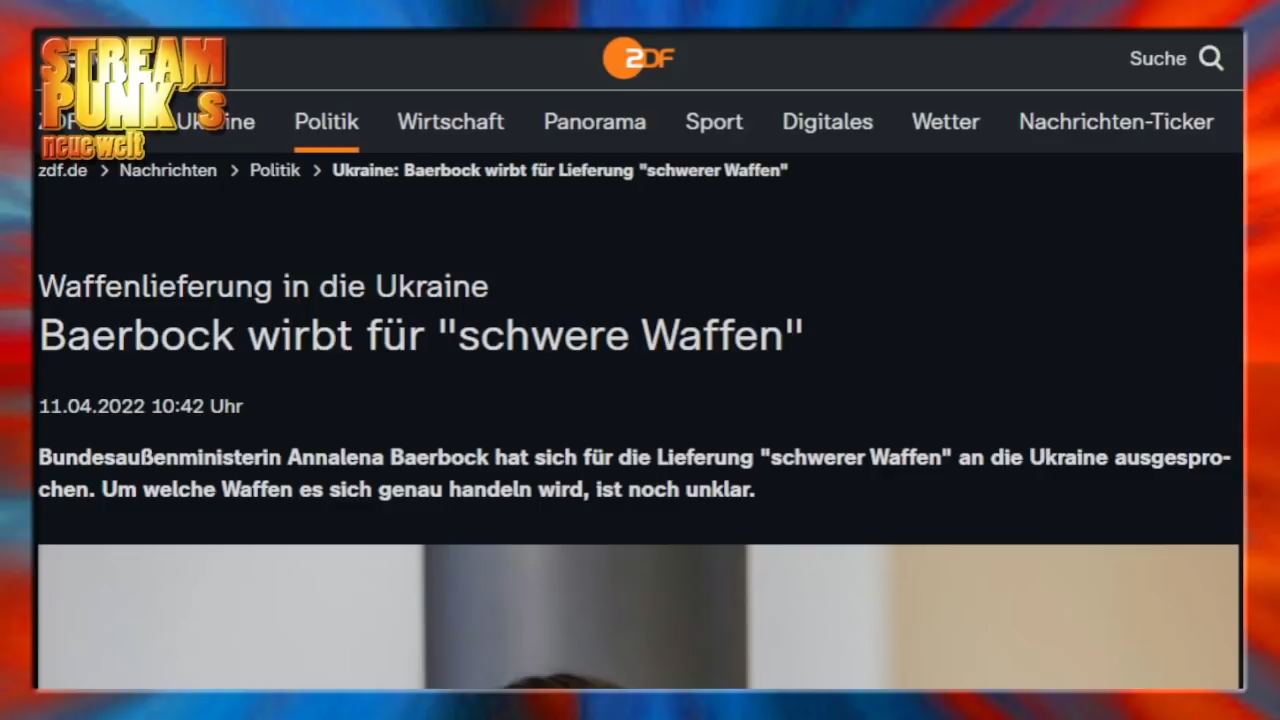 STREAM
PUNK´s
neue welt
ZDF
Suche
Ukraine Politik Wirtschaft Panorama Sport Digitales Wetter Nachrichten-Ticker
zdf.de > Nachrichten > Politik > Ukraine: Baerbock wirbt für Lieferung "schwerer Waffen"
Waffenlieferung in die Ukraine
Baerbock wirbt für "schwere Waffen"
11.04.2022 10:42 Uhr
Bundesaußenministerin Annalena Baerbock hat sich für die Lieferung "schwerer Waffen" an die Ukraine ausgespro-
chen. Um welche Waffen es sich genau handeln wird, ist noch unklar.